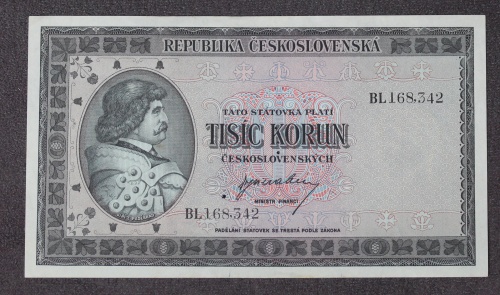 REPUBLIKA ČESKOSLOVENSKÁ
BL168,342
TATO STÁTOVKA PLATÍ
TISÍC KORUN
ČESKOSLOVENSKÝCH
MINISTR FINANCÍ
BL168,342
PADĚLÁNÍ STÁTOVEK SE TRESTÁ PODLE ZÁKONA